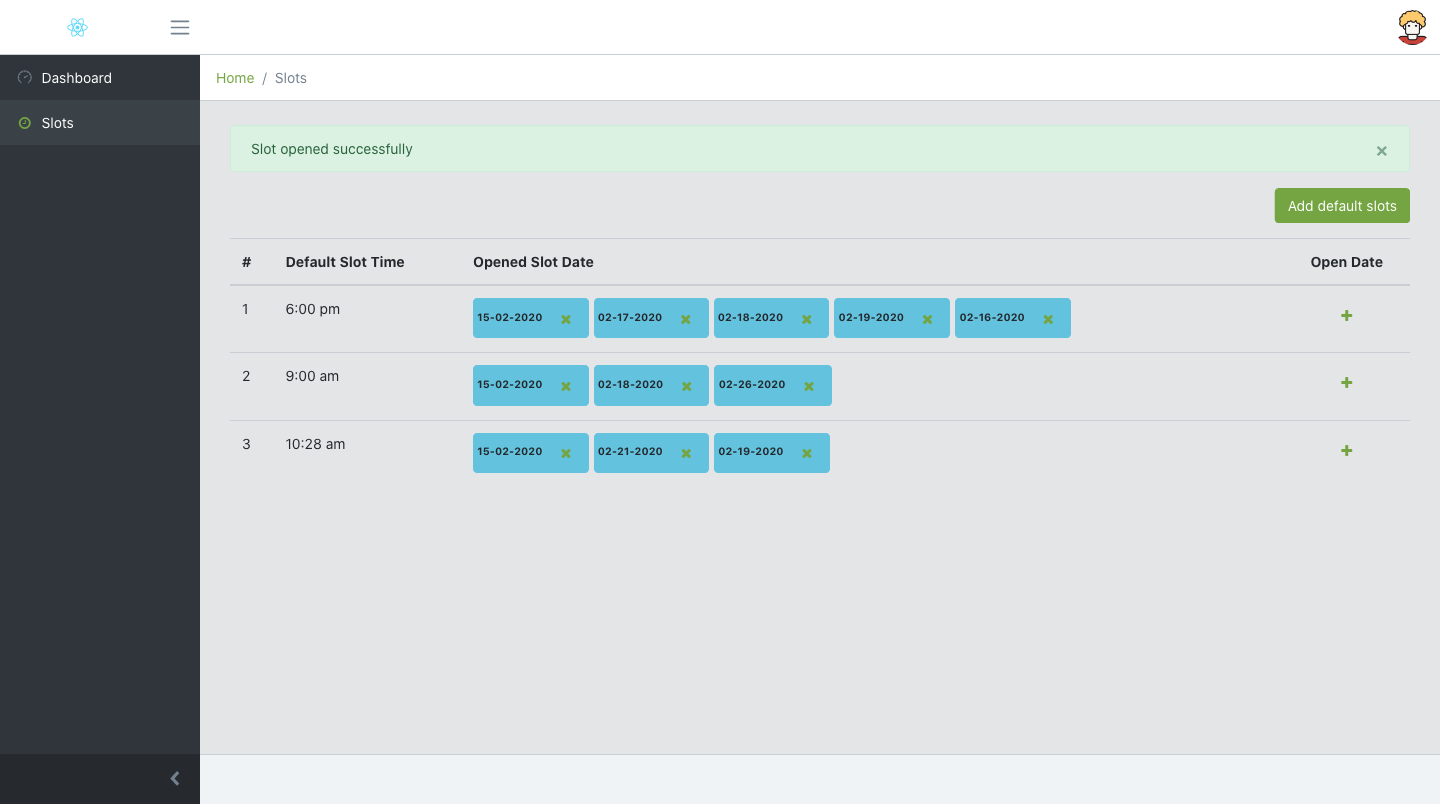 Dashboard
Slots
Home / Slots
Slot opened successfully ×
Add default slots
# Default Slot Time Opened Slot Date Open Date
1 6:00 pm 15-02-2020 02-17-2020 02-18-2020 02-19-2020 02-16-2020
2 9:00 am 15-02-2020 02-18-2020 02-26-2020
3 10:28 am 15-02-2020 02-21-2020 02-19-2020